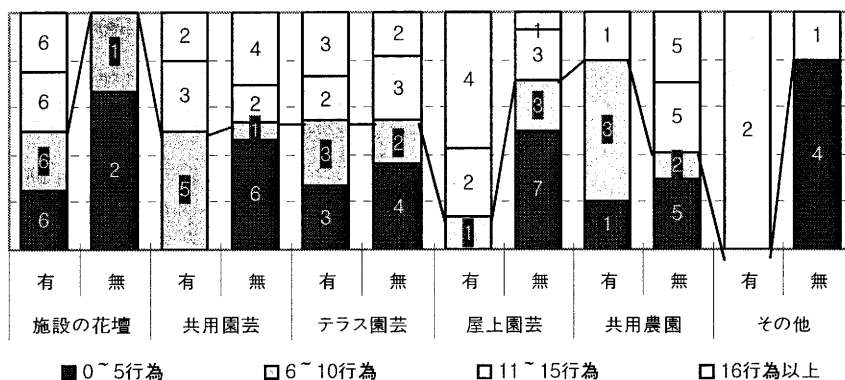 6 2 3 2 1 1 5 1
1 4 3
6 3 2 2 3 4 3 5
1 2 3 2
6 3 2 3 2
2 5 6 3 4 2 7 5 4
6 1 1
有 無 有 無 有 無 有 無 有 無 有 無
施設の花壇 共用園芸 テラス園芸 屋上園芸 共用農園 その他
0~5行為 6~10行為 11~15行為 16行為以上